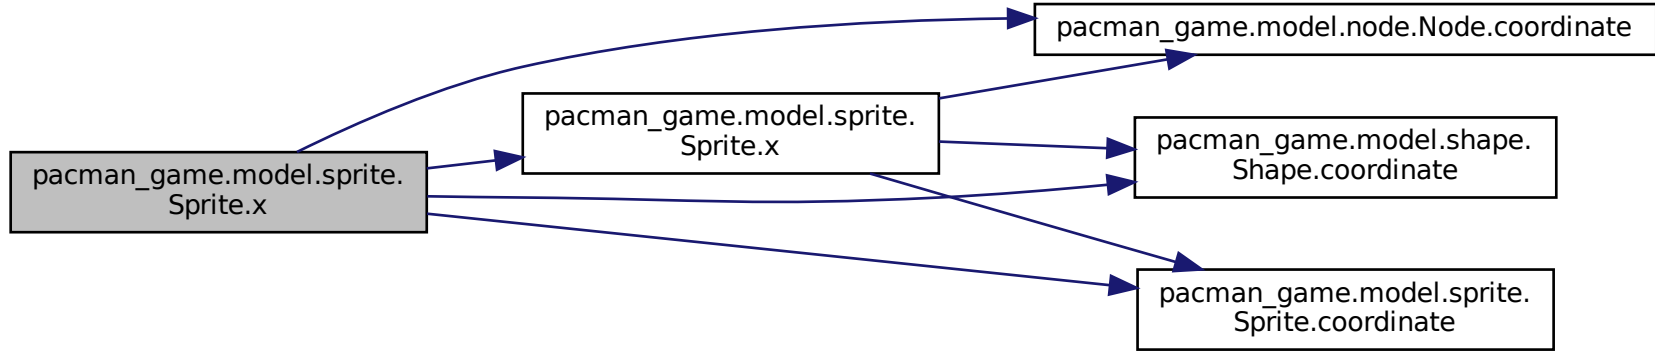 pacman_game.model.node.Node.coordinate
pacman_game.model.sprite.
Sprite.x
pacman_game.model.shape.
Shape.coordinate
pacman_game.model.sprite.
Sprite.x
pacman_game.model.sprite.
Sprite.coordinate